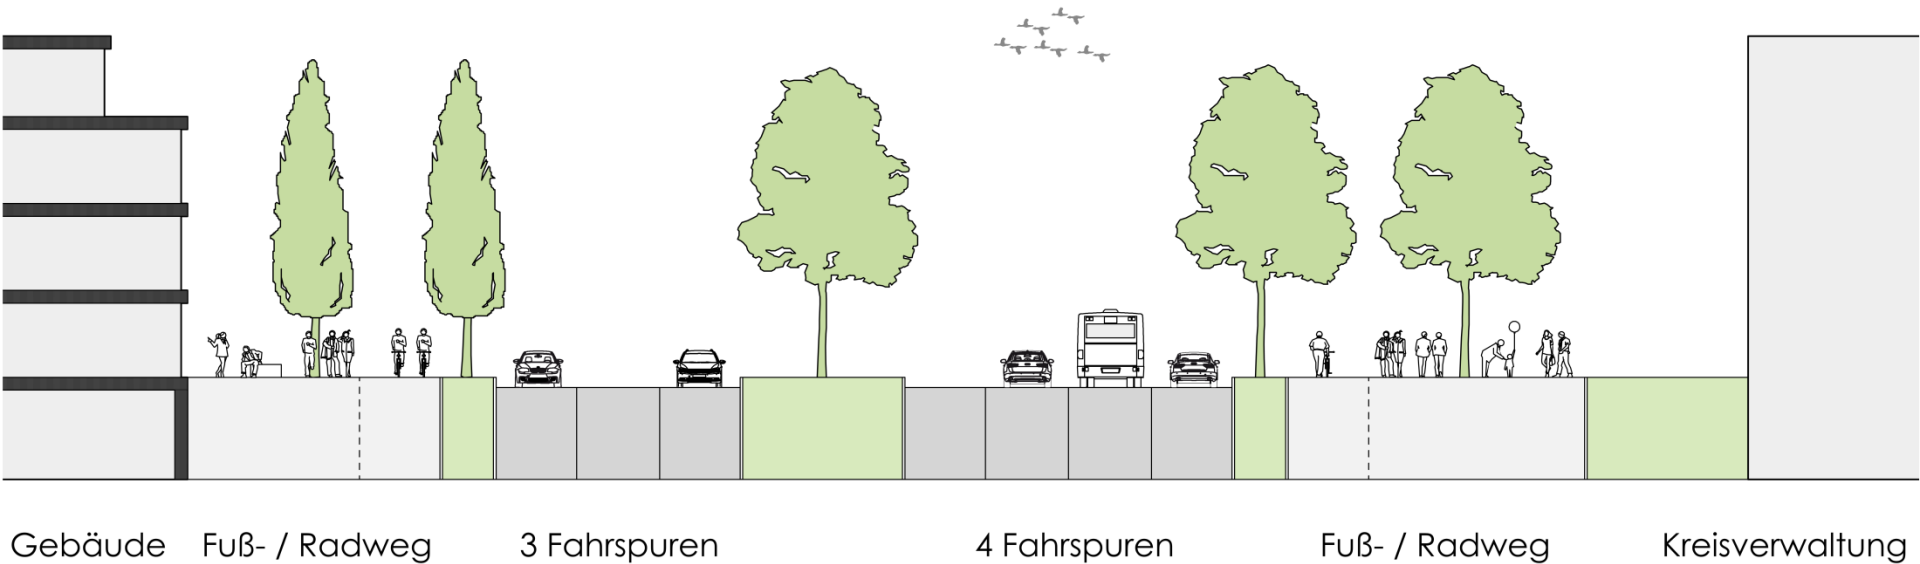 Gebäude Fuß- / Radweg 3 Fahrspuren 4 Fahrspuren Fuß- / Radweg Kreisverwaltung